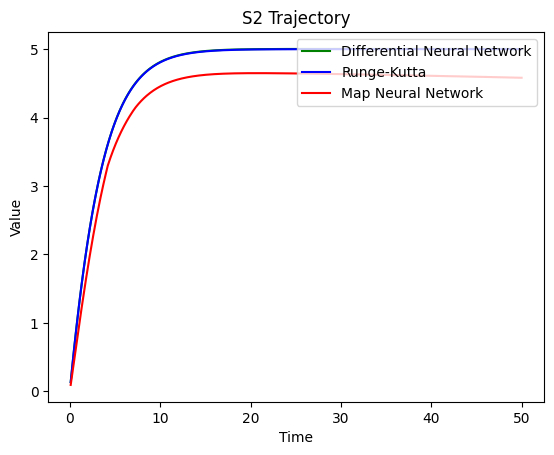 S2 Trajectory
Differential Neural Network
Runge-Kutta
Map Neural Network
Value
5
4
3
2
1
0
0 10 20 30 40 50
Time